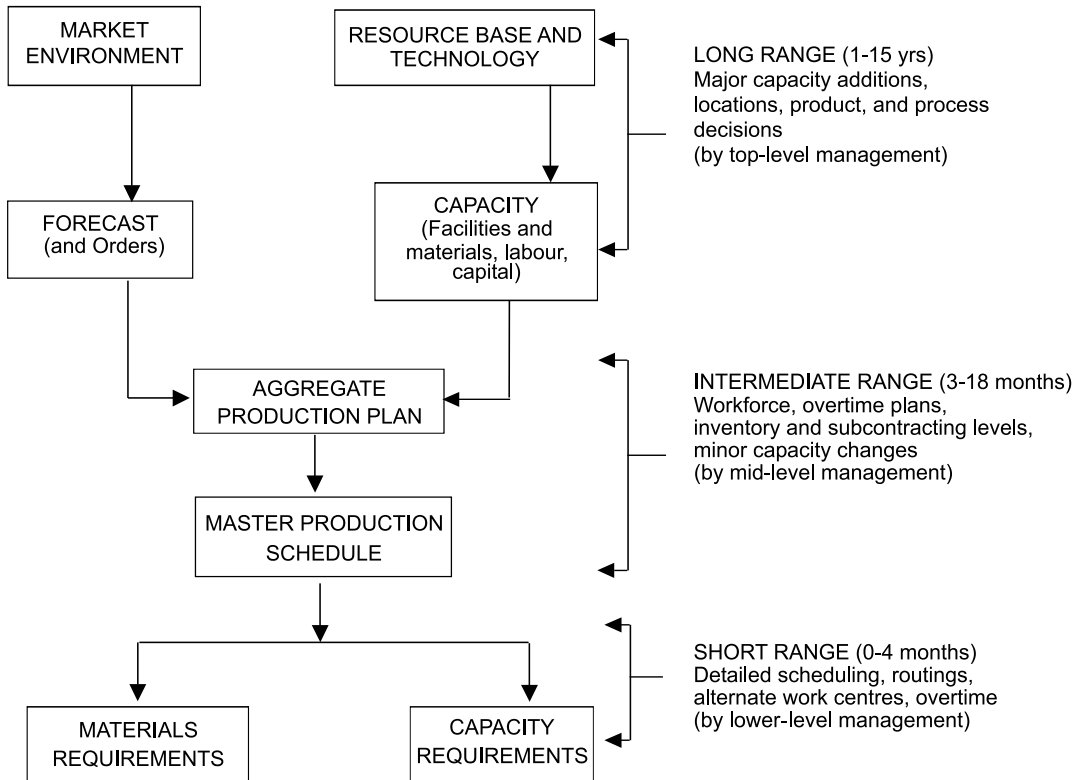 MARKET
ENVIRONMENT
RESOURCE BASE AND
TECHNOLOGY
LONG RANGE (1-15 yrs)
Major capacity additions,
locations, product, and process
decisions
(by top-level management)
FORECAST
(and Orders)
CAPACITY
(Facilities and
materials, labour,
capital)
AGGREGATE
PRODUCTION PLAN
INTERMEDIATE RANGE (3-18 months)
Workforce, overtime plans,
inventory and subcontracting levels,
minor capacity changes
(by mid-level management)
MASTER PRODUCTION
SCHEDULE
SHORT RANGE (0-4 months)
Detailed scheduling, routings,
alternate work centres, overtime
(by lower-level management)
MATERIALS
REQUIREMENTS
CAPACITY
REQUIREMENTS